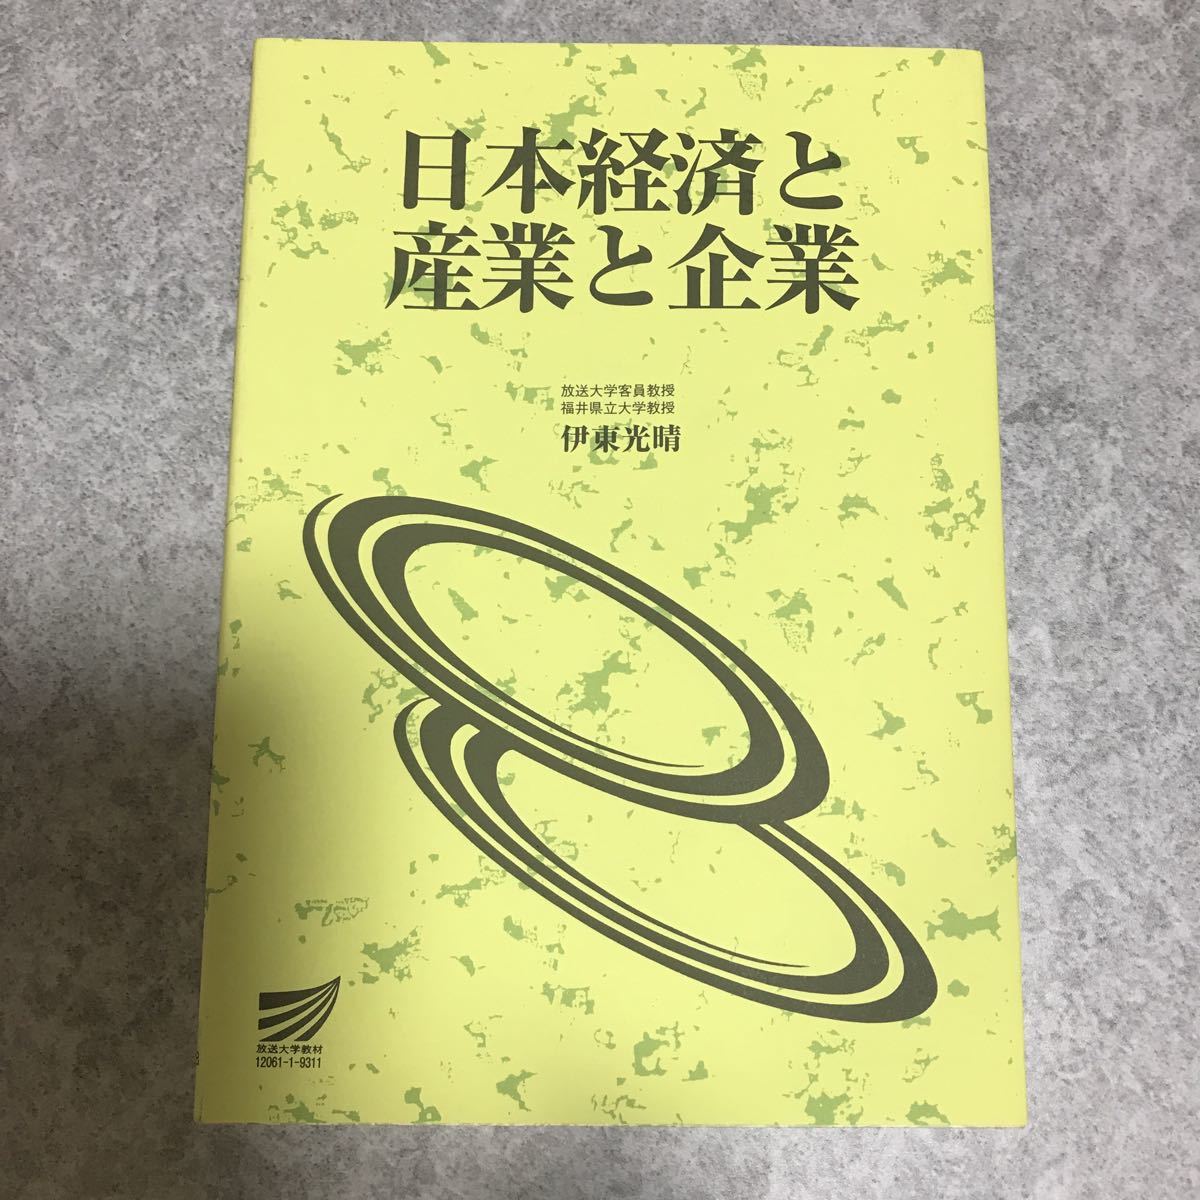 日本経済と
産業と企業
放送大学客員教授
福井県立大学教授
伊東光晴
放送大学教材
12061-1-9311